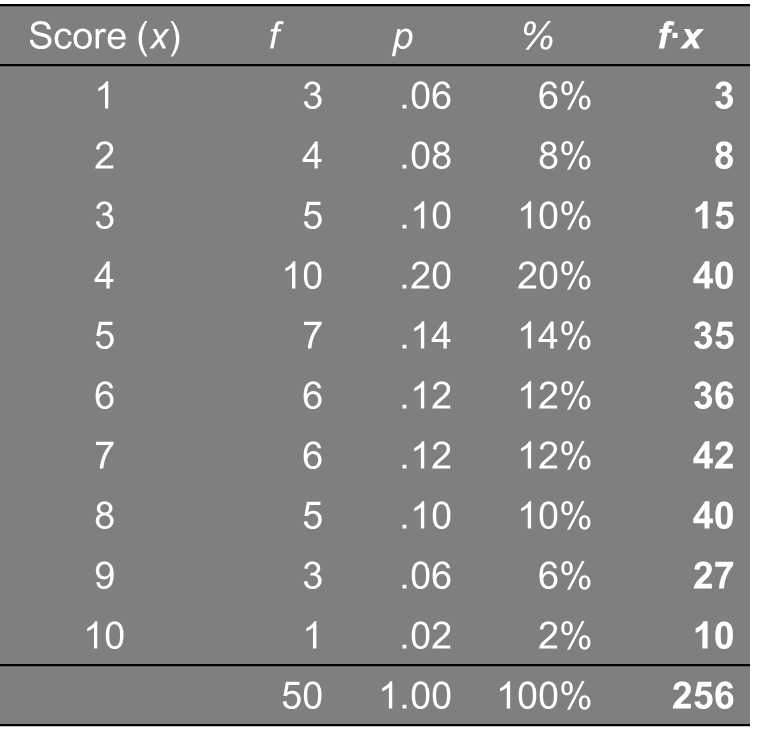 Score (x) f p % f·x
1 3 .06 6% 3
2 4 .08 8% 8
3 5 .10 10% 15
4 10 .20 20% 40
5 7 .14 14% 35
6 6 .12 12% 36
7 6 .12 12% 42
8 5 .10 10% 40
9 3 .06 6% 27
10 1 .02 2% 10
50 1.00 100% 256